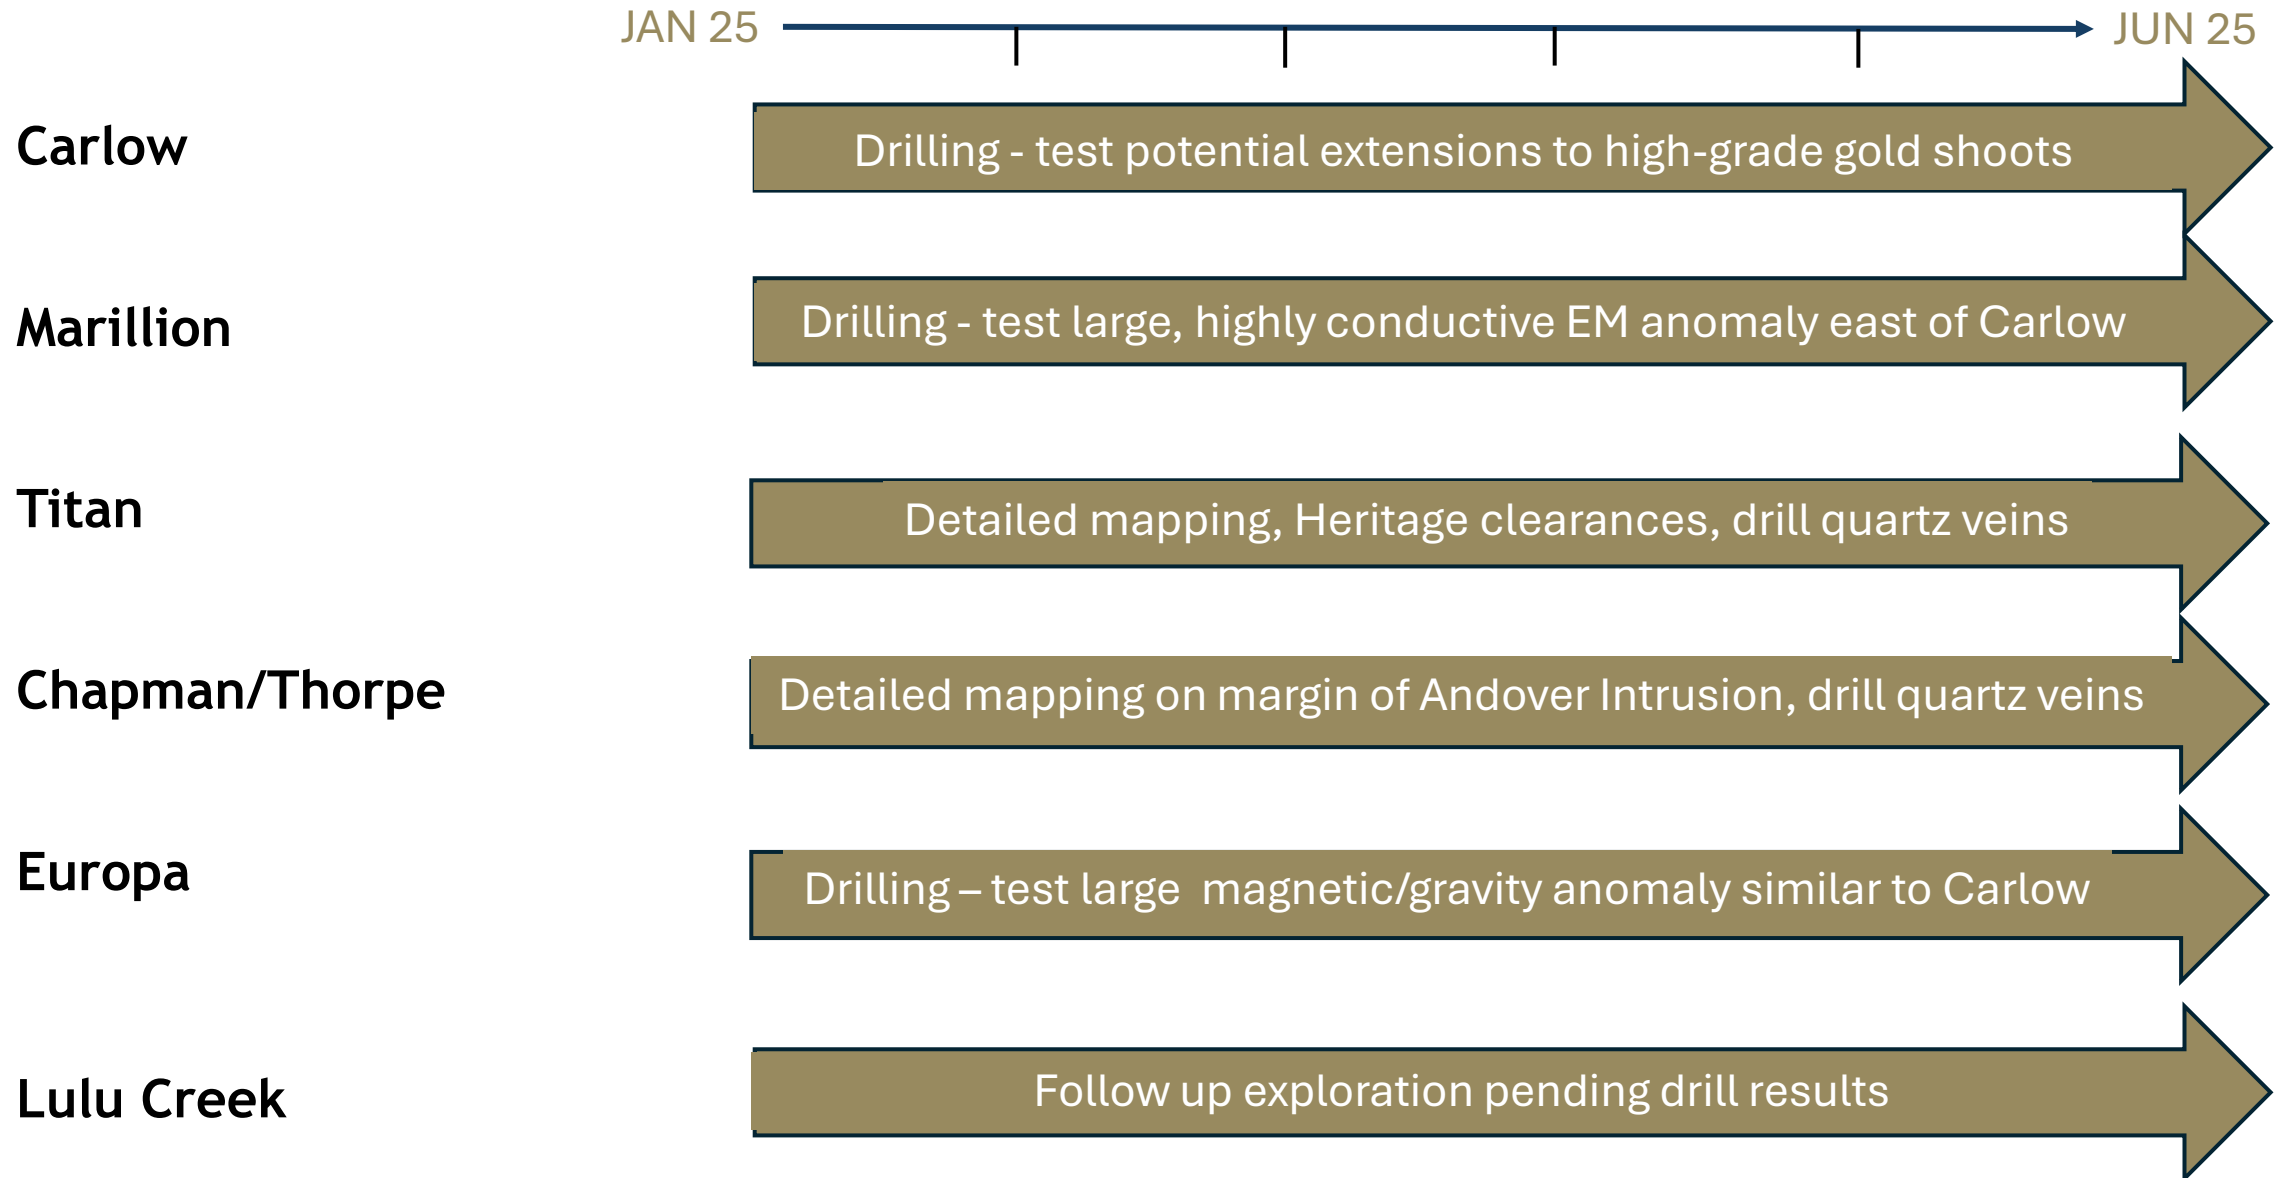 JAN 25
JUN 25
Carlow
Drilling - test potential extensions to high-grade gold shoots
Marillion
Drilling - test large, highly conductive EM anomaly east of Carlow
Titan
Detailed mapping, Heritage clearances, drill quartz veins
Chapman/Thorpe
Detailed mapping on margin of Andover Intrusion, drill quartz veins
Europa
Drilling – test large  magnetic/gravity anomaly similar to Carlow
Lulu Creek
Follow up exploration pending drill results